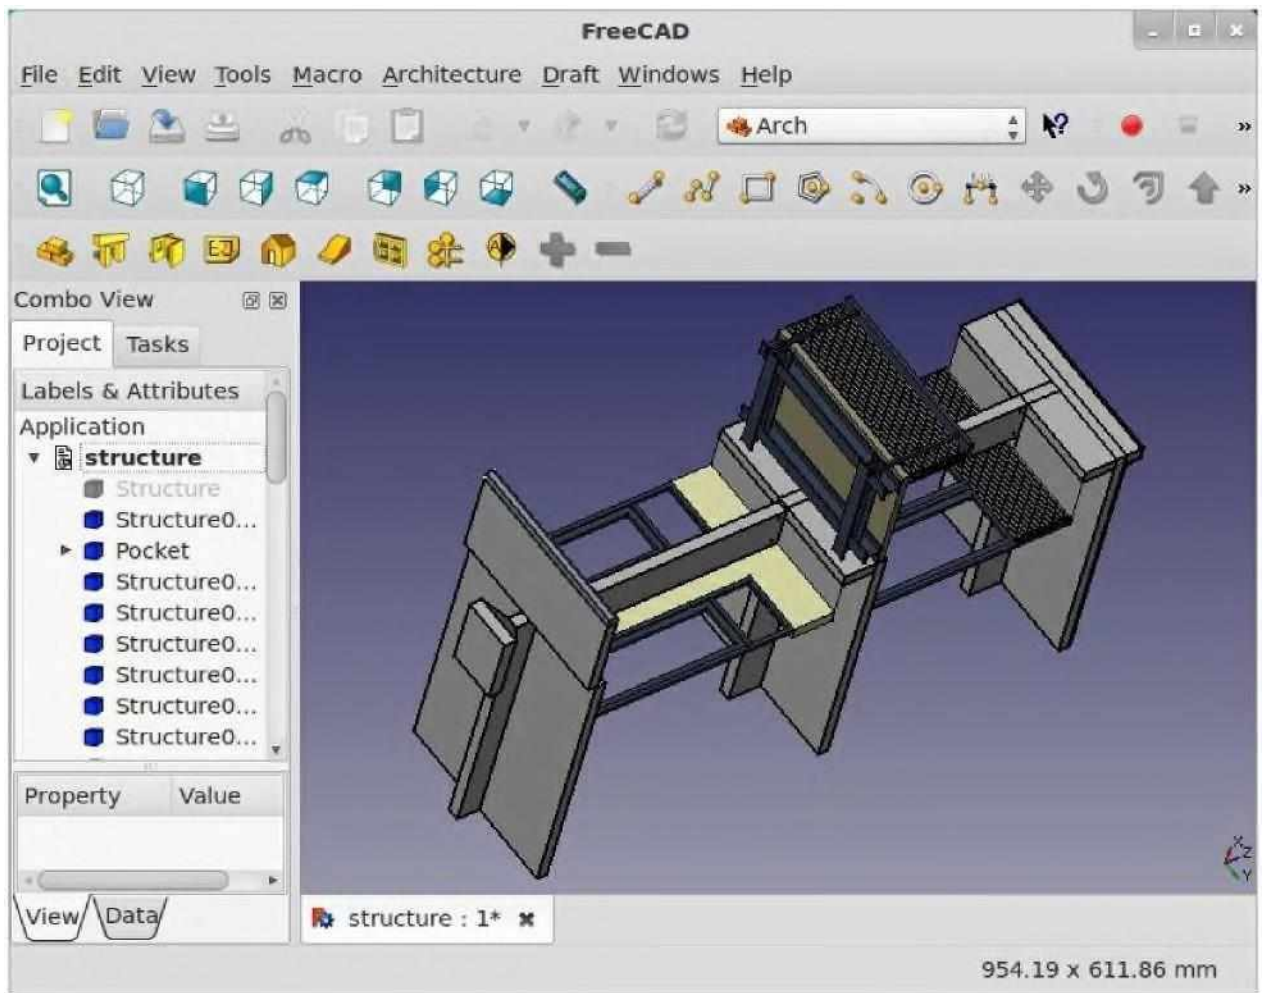 FreeCAD
File Edit View Tools Macro Architecture Draft Windows Help
Arch
»
»
Combo View
Project Tasks
Labels & Attributes
Application
structure
Structure
Structure0...
Pocket
Structure0...
Structure0...
Structure0...
Structure0...
Structure0...
Structure0...
Property Value
View Data
structure : 1*
X
Z
Y
954.19 x 611.86 mm